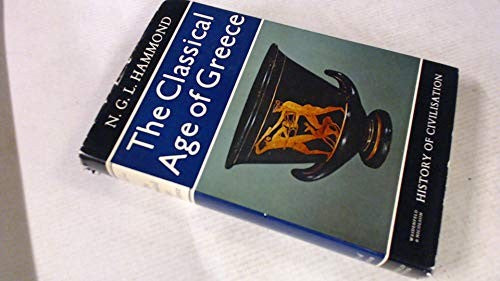 N. G. L. HAMMOND
The Classical
Age of Greece
WEIDENFELD
& NICOLSON
HISTORY OF CIVILISATION